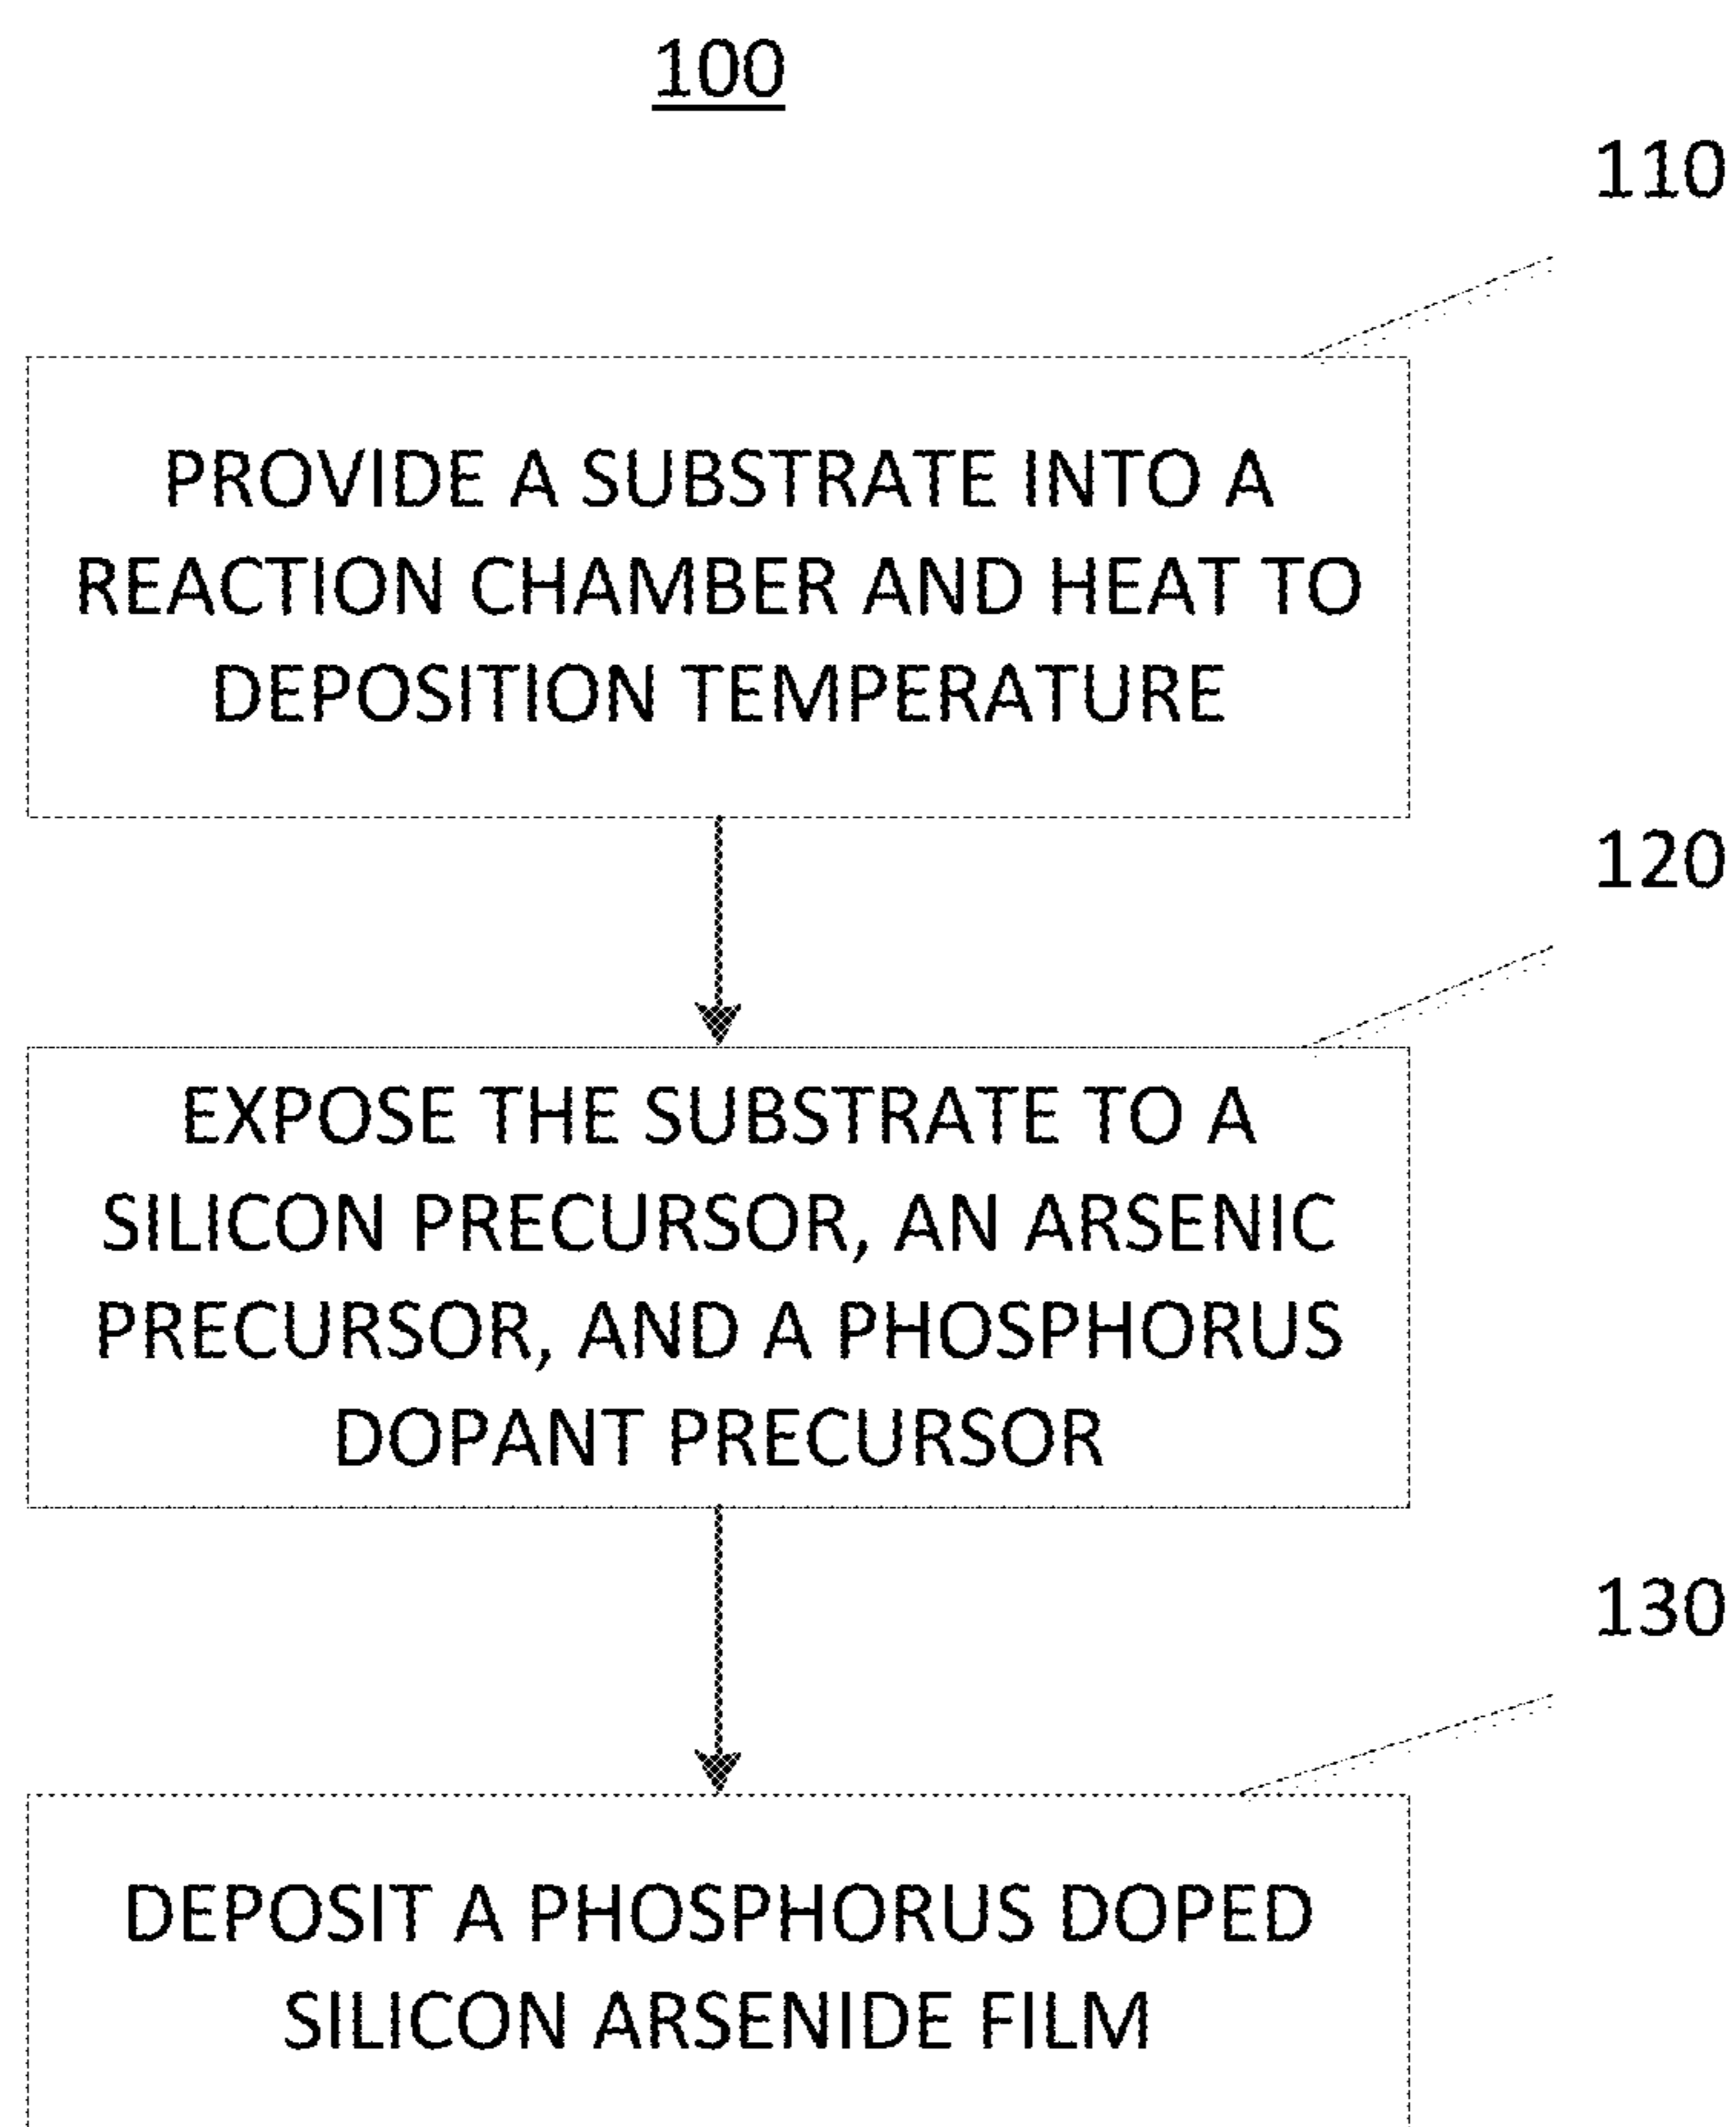 100
110
PROVIDE A SUBSTRATE INTO A
REACTION CHAMBER AND HEAT TO
DEPOSITION TEMPERATURE
120
EXPOSE THE SUBSTRATE TO A
SILICON PRECURSOR, AN ARSENIC
PRECURSOR, AND A PHOSPHORUS
DOPANT PRECURSOR
130
DEPOSIT A PHOSPHORUS DOPED
SILICON ARSENIDE FILM